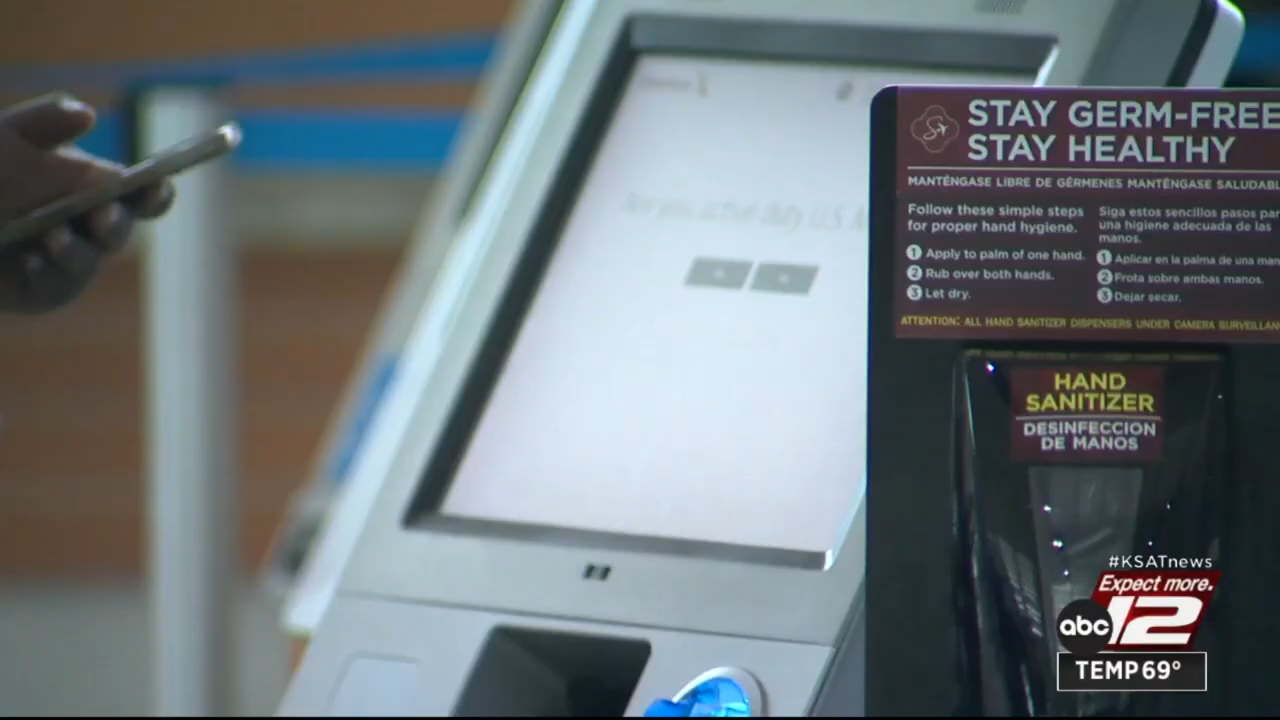 STAY GERM-FREE
STAY HEALTHY
MANTÉNGASE LIBRE DE GÉRMENES MANTÉNGASE
Follow these simple steps
for proper hand hygiene.
1 Apply to palm of one hand.
2 Rub over both hands.
3 Let dry.
Siga estos sencillos pasos
una higiene adecuada de las
manos.
1 Aplicar en la palma de una
2 Frota sobre ambas manos.
3 Dejar secar.
ATTENTION: ALL HAND SANITIZER DISPENSERS UNDER CAMERA
HAND
SANITIZER
DESINFECCION
DE MANOS
hp
#KSATnews
Expect more.
abc 12
TEMP 69°